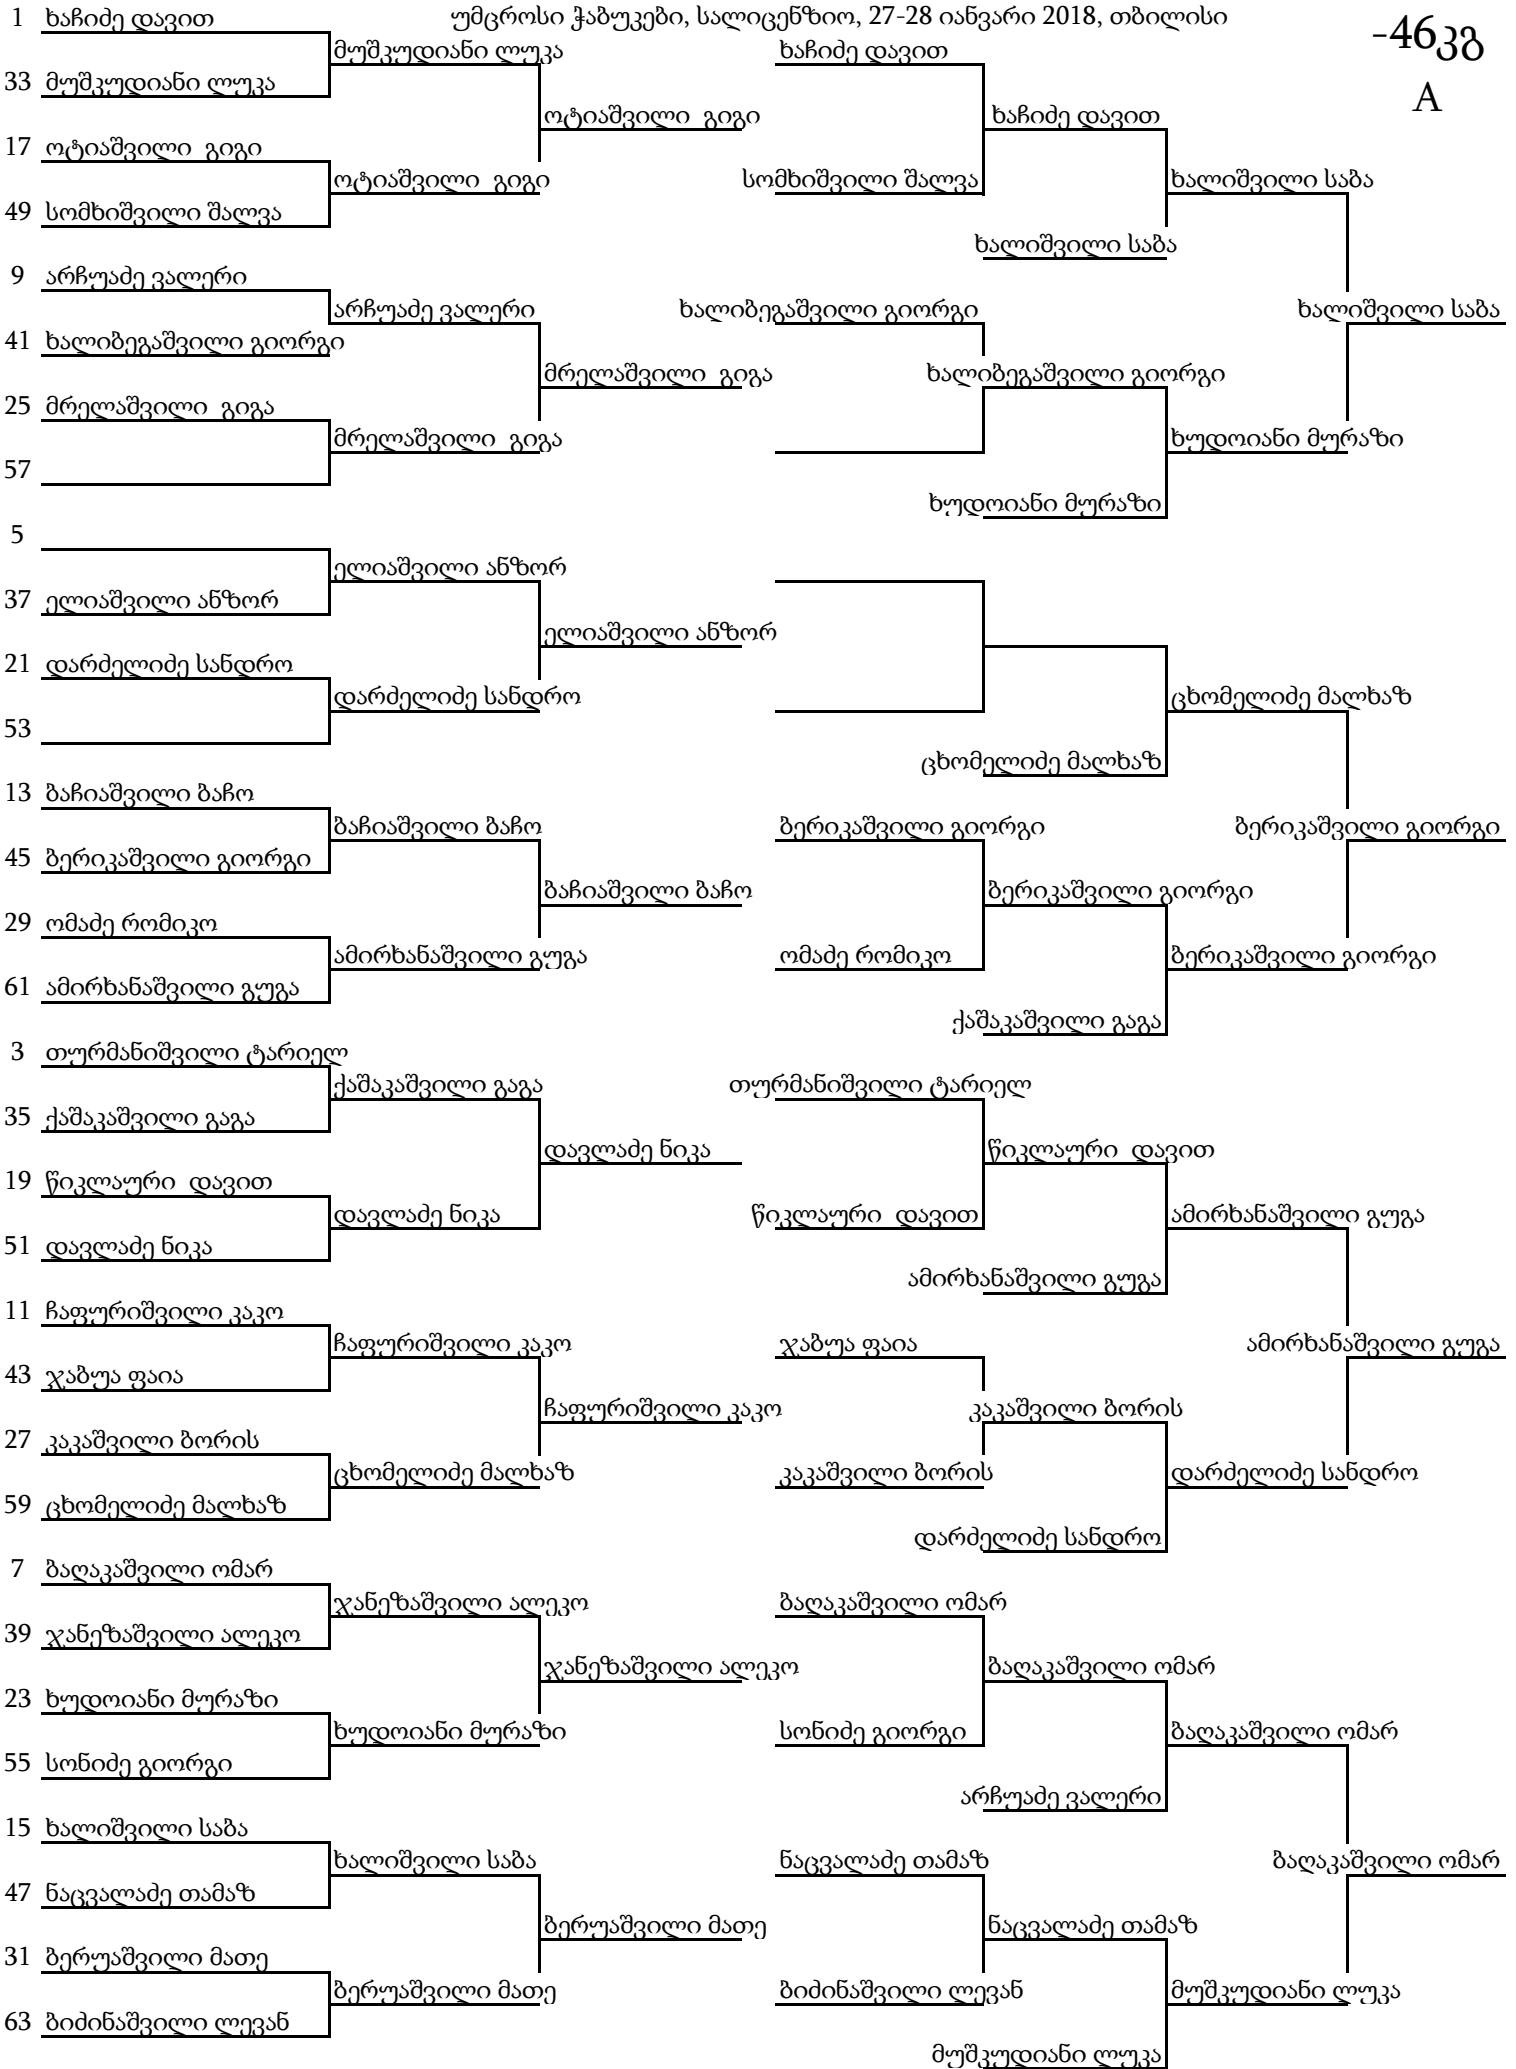 1 ხაჩიძე დავით უმცროსი ჭაბუკები, სალიცენზიო, 27-28 იანვარი 2018, თბილისი -46კგ
მუშკუდიანი ლუკა ხაჩიძე დავით
33 მუშკუდიანი ლუკა A
ოტიაშვილი გიგი ხაჩიძე დავით
17 ოტიაშვილი გიგი
ოტიაშვილი გიგი სომხიშვილი შალვა ხალიშვილი საბა
49 სომხიშვილი შალვა
ხალიშვილი საბა
9 არჩუაძე ვალერი
არჩუაძე ვალერი ხალიბეგაშვილი გიორგი ხალიშვილი საბა
41 ხალიბეგაშვილი გიორგი
მრელაშვილი გიგა ხალიბეგაშვილი გიორგი
25 მრელაშვილი გიგა
მრელაშვილი გიგა ხუდოიანი მურაზი
57
ხუდოიანი მურაზი
5
ელიაშვილი ანზორ
37 ელიაშვილი ანზორ
ელიაშვილი ანზორ
21 დარძელიძე სანდრო
დარძელიძე სანდრო ცხომელიძე მალხაზ
53
ცხომელიძე მალხაზ
13 ბაჩიაშვილი ბაჩო
ბაჩიაშვილი ბაჩო ბერიკაშვილი გიორგი ბერიკაშვილი გიორგი
45 ბერიკაშვილი გიორგი
ბაჩიაშვილი ბაჩო ბერიკაშვილი გიორგი
29 ომაძე რომიკო
ამირხანაშვილი გუგა ომაძე რომიკო ბერიკაშვილი გიორგი
61 ამირხანაშვილი გუგა
ქაშაკაშვილი გაგა
3 თურმანიშვილი ტარიელ
ქაშაკაშვილი გაგა თურმანიშვილი ტარიელ
35 ქაშაკაშვილი გაგა
დავლაძე ნიკა წიკლაური დავით
19 წიკლაური დავით
დავლაძე ნიკა წიკლაური დავით ამირხანაშვილი გუგა
51 დავლაძე ნიკა
ამირხანაშვილი გუგა
11 ჩაფურიშვილი კაკო
ჩაფურიშვილი კაკო ჯაბუა ფაია ამირხანაშვილი გუგა
43 ჯაბუა ფაია
ჩაფურიშვილი კაკო კაკაშვილი ბორის
27 კაკაშვილი ბორის
ცხომელიძე მალხაზ კაკაშვილი ბორის დარძელიძე სანდრო
59 ცხომელიძე მალხაზ
დარძელიძე სანდრო
7 ბაღაკაშვილი ომარ
ჯანეზაშვილი ალეკო ბაღაკაშვილი ომარ
39 ჯანეზაშვილი ალეკო
ჯანეზაშვილი ალეკო ბაღაკაშვილი ომარ
23 ხუდოიანი მურაზი
ხუდოიანი მურაზი სონიძე გიორგი ბაღაკაშვილი ომარ
55 სონიძე გიორგი
არჩუაძე ვალერი
15 ხალიშვილი საბა
ხალიშვილი საბა ნაცვალაძე თამაზ ბაღაკაშვილი ომარ
47 ნაცვალაძე თამაზ
ბერუაშვილი მათე ნაცვალაძე თამაზ
31 ბერუაშვილი მათე
ბერუაშვილი მათე ბიძინაშვილი ლევან მუშკუდიანი ლუკა
63 ბიძინაშვილი ლევან
მუშკუდიანი ლუკა